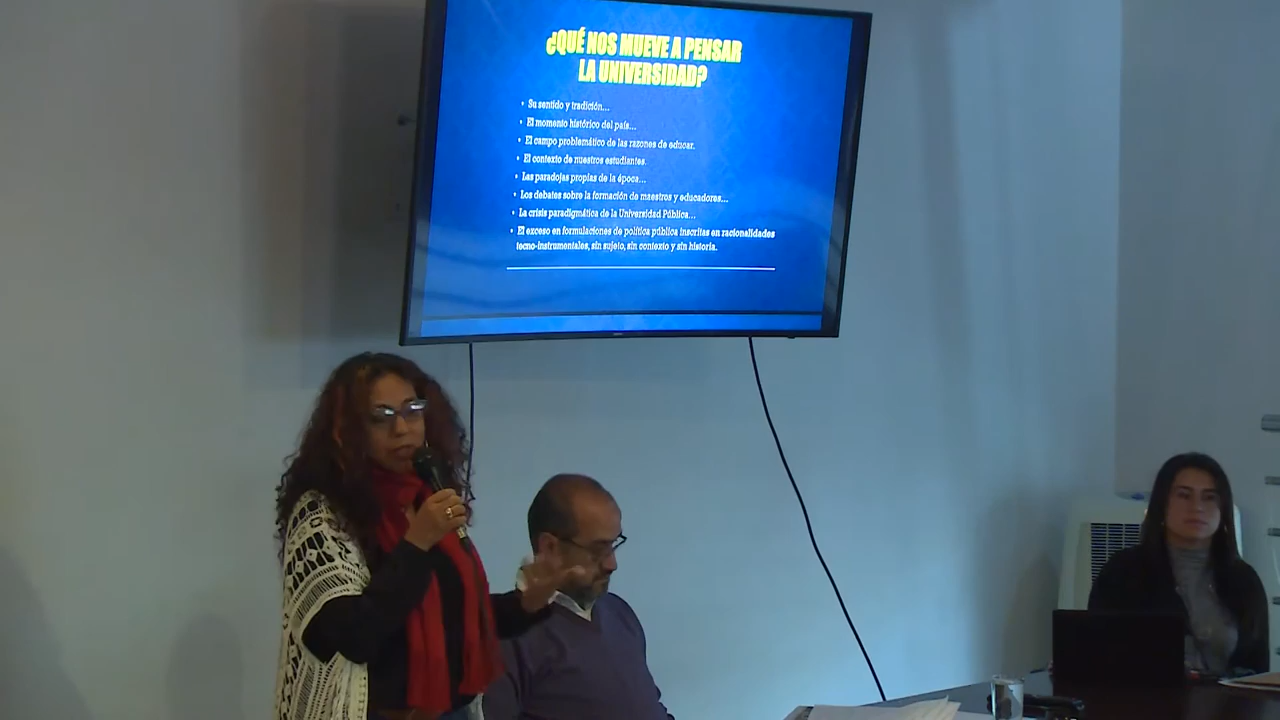 ¿QUÉ NOS MUEVE A PENSAR
LA UNIVERSIDAD?
• Su sentido y tradición...
• El momento histórico del país...
• El campo problemático de las razones de educar.
• El contexto de nuestros estudiantes.
• Las paradojas propias de la época...
• Los debates sobre la formación de maestros y educadores...
• La crisis paradigmática de la Universidad Pública...
• El exceso en formulaciones de política pública inscritas en racionalidades
tecno-instrumentales, sin sujeto, sin contexto y sin historia.